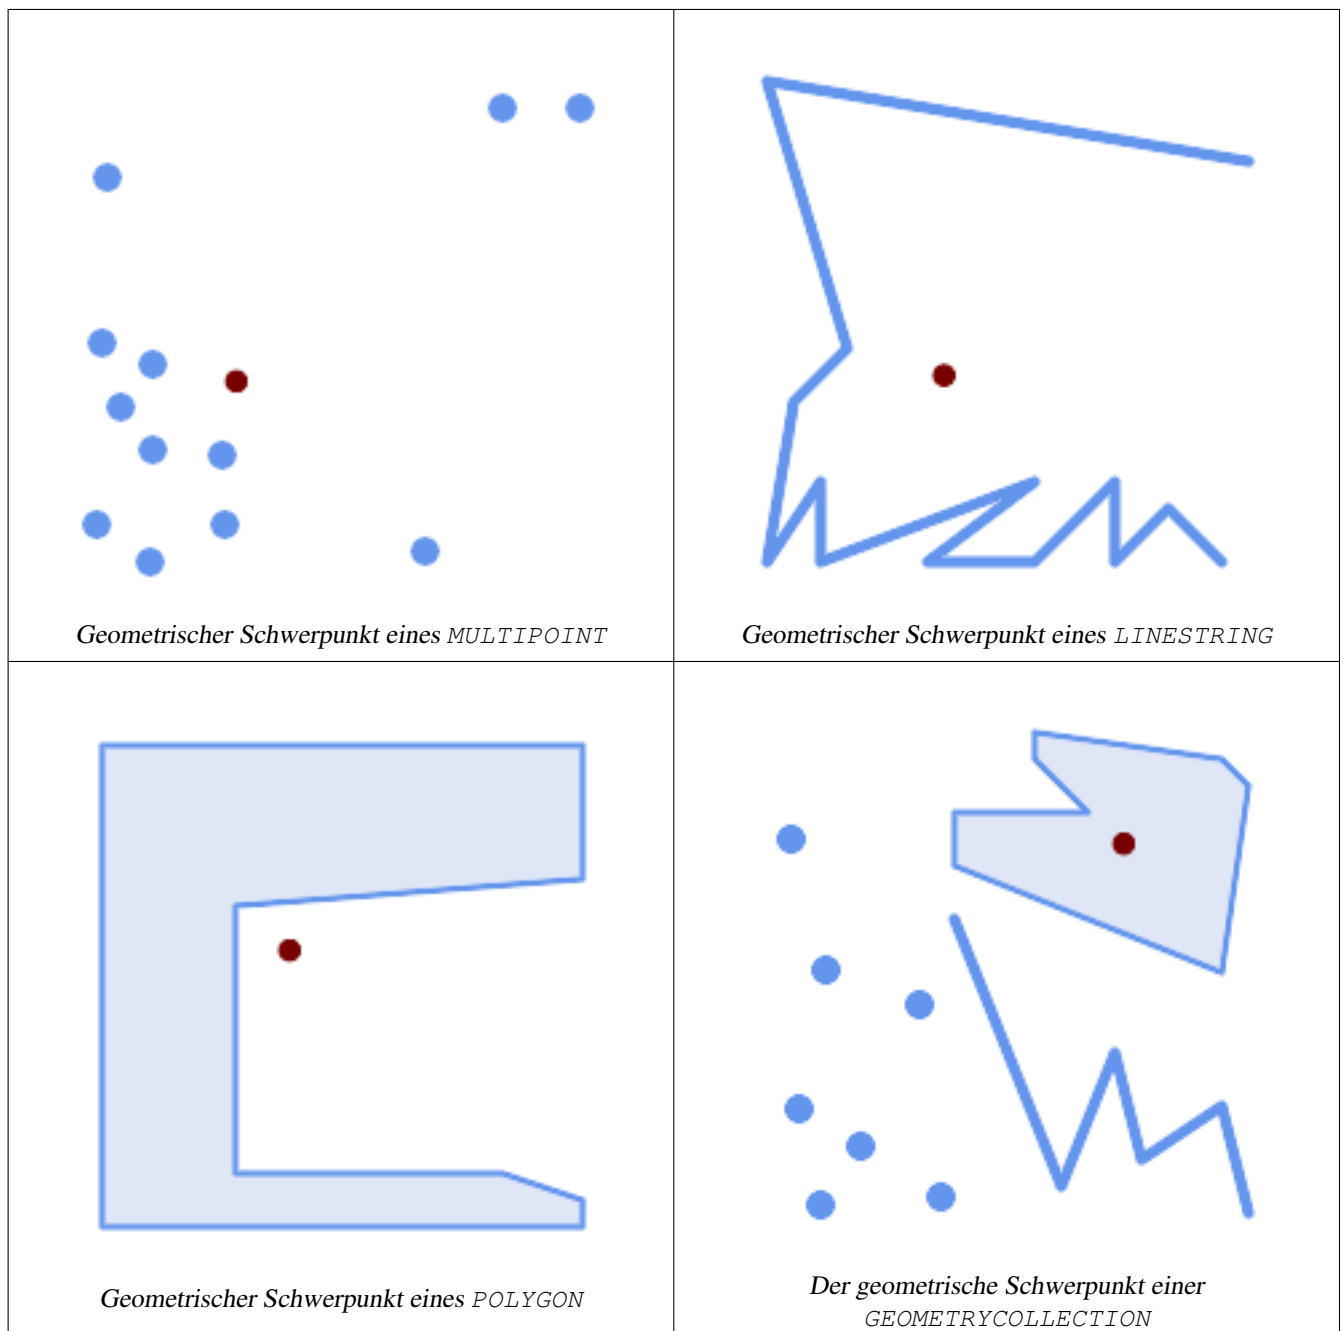 Geometrischer Schwerpunkt eines MULTIPOINT
Geometrischer Schwerpunkt eines LINESTRING
Geometrischer Schwerpunkt eines POLYGON
Der geometrische Schwerpunkt einer
GEOMETRYCOLLECTION